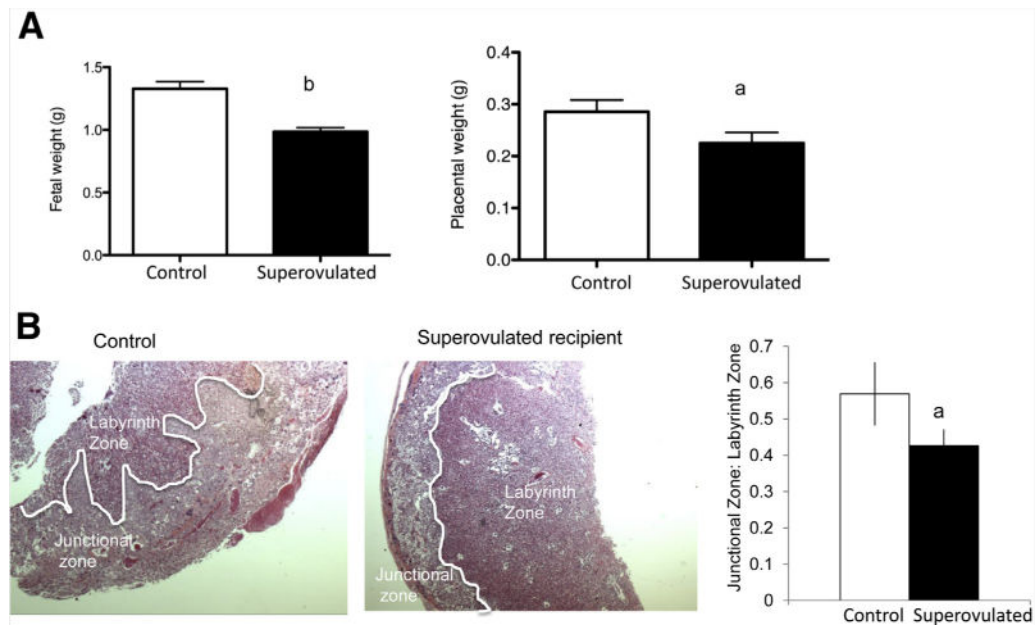 A
Fetal weight (g)
1.5
1.0
0.5
0.0
b
Control
Superovulated
Placental weight (g)
0.4
0.3
0.2
0.1
0.0
a
Control
Superovulated
B
Control
Labyrinth
Zone
Junctional
zone
Superovulated recipient
Labyrinth
Zone
Junctional
zone
Junctional Zone: Labyrinth Zone
0.7
0.6
0.5
0.4
0.3
0.2
0.1
0
a
Control
Superovulated